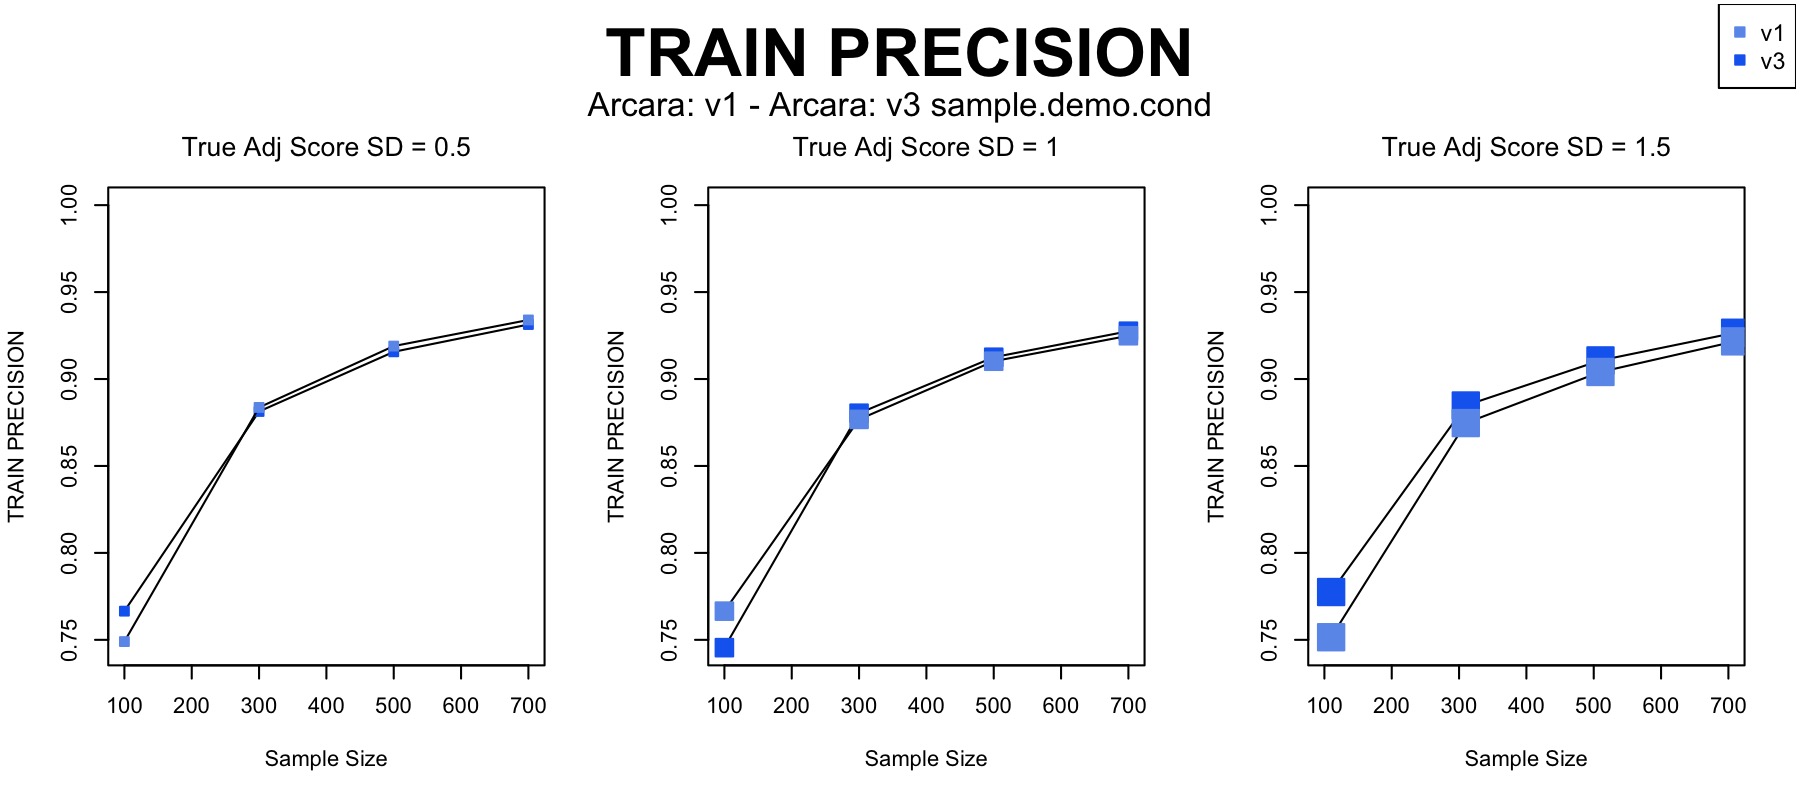 TRAIN PRECISION
Arcara: v1 - Arcara: v3 sample.demo.cond
v1
v3
True Adj Score SD = 0.5
TRAIN PRECISION
1.00
0.95
0.90
0.85
0.80
0.75
100 200 300 400 500 600 700
Sample Size
True Adj Score SD = 1
TRAIN PRECISION
1.00
0.95
0.90
0.85
0.80
0.75
100 200 300 400 500 600 700
Sample Size
True Adj Score SD = 1.5
TRAIN PRECISION
1.00
0.95
0.90
0.85
0.80
0.75
100 200 300 400 500 600 700
Sample Size